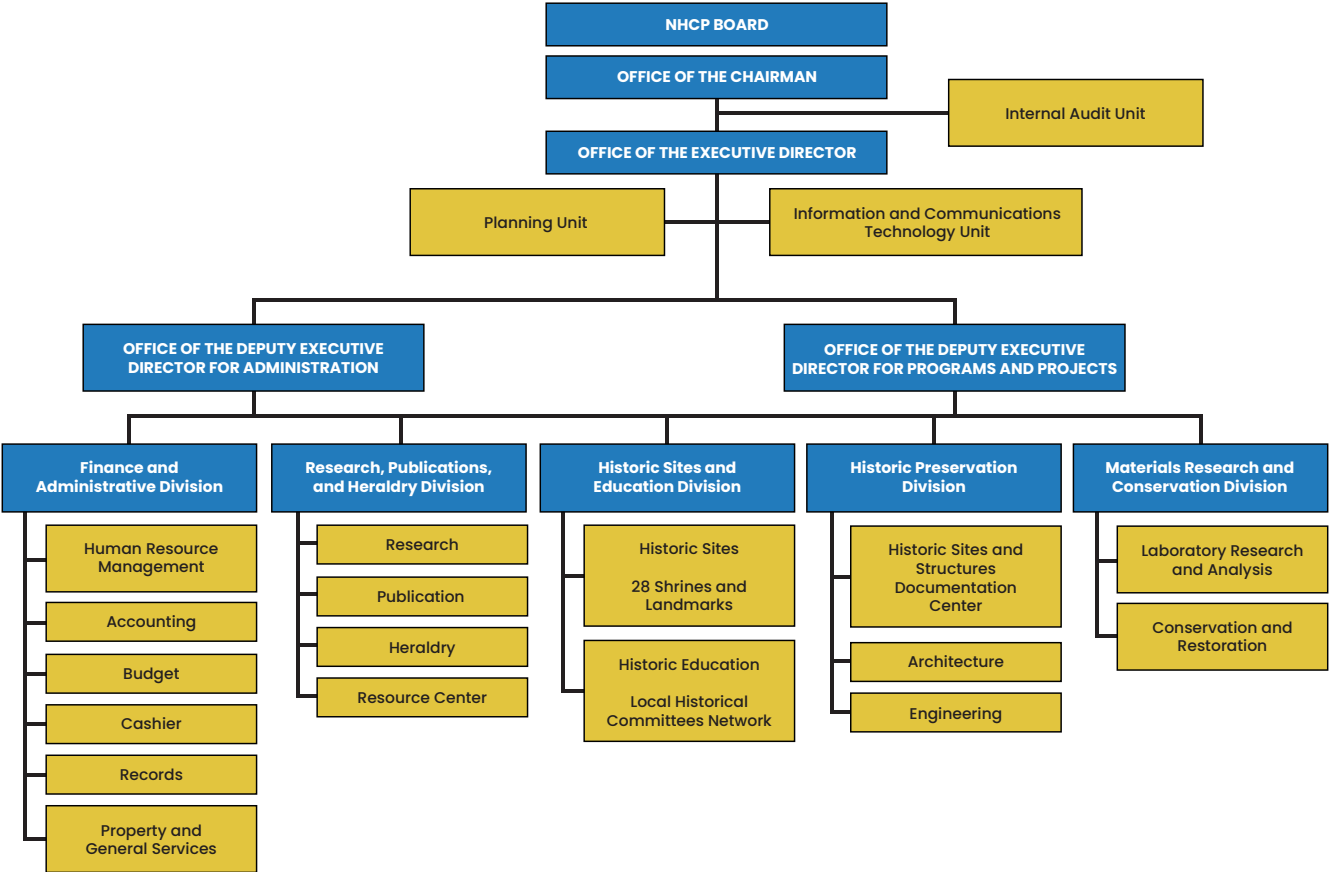 NHCP BOARD
OFFICE OF THE CHAIRMAN
Internal Audit Unit
OFFICE OF THE EXECUTIVE DIRECTOR
Planning Unit
Information and Communications
Technology Unit
OFFICE OF THE DEPUTY EXECUTIVE
DIRECTOR FOR ADMINISTRATION
OFFICE OF THE DEPUTY EXECUTIVE
DIRECTOR FOR PROGRAMS AND PROJECTS
Finance and
Administrative Division
Human Resource
Management
Accounting
Budget
Cashier
Records
Property and
General Services
Research, Publications,
and Heraldry Division
Research
Publication
Heraldry
Resource Center
Historic Sites and
Education Division
Historic Sites
28 Shrines and
Landmarks
Historic Education
Local Historical
Committees Network
Historic Preservation
Division
Historic Sites and
Structures
Documentation
Center
Architecture
Engineering
Materials Research and
Conservation Division
Laboratory Research
and Analysis
Conservation and
Restoration